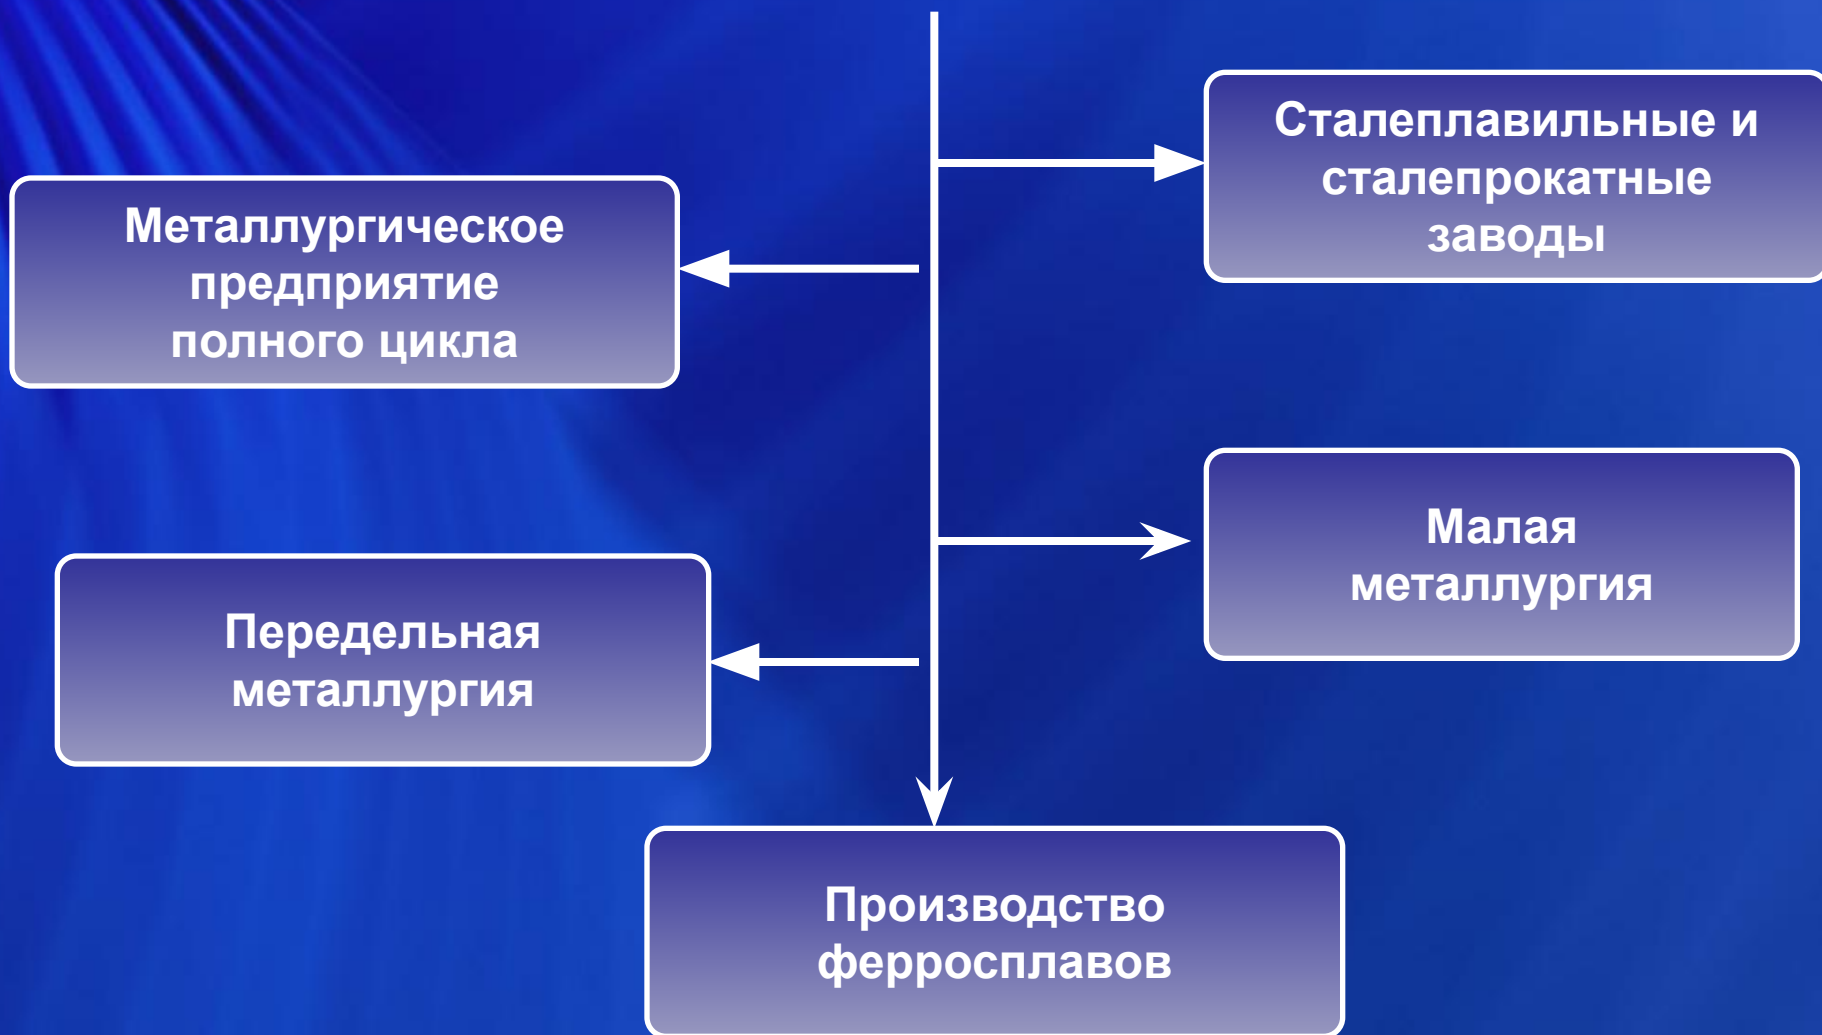 Сталеплавильные и
сталепрокатные
заводы
Металлургическое
предприятие
полного цикла
Малая
металлургия
Передельная
металлургия
Производство
ферросплавов